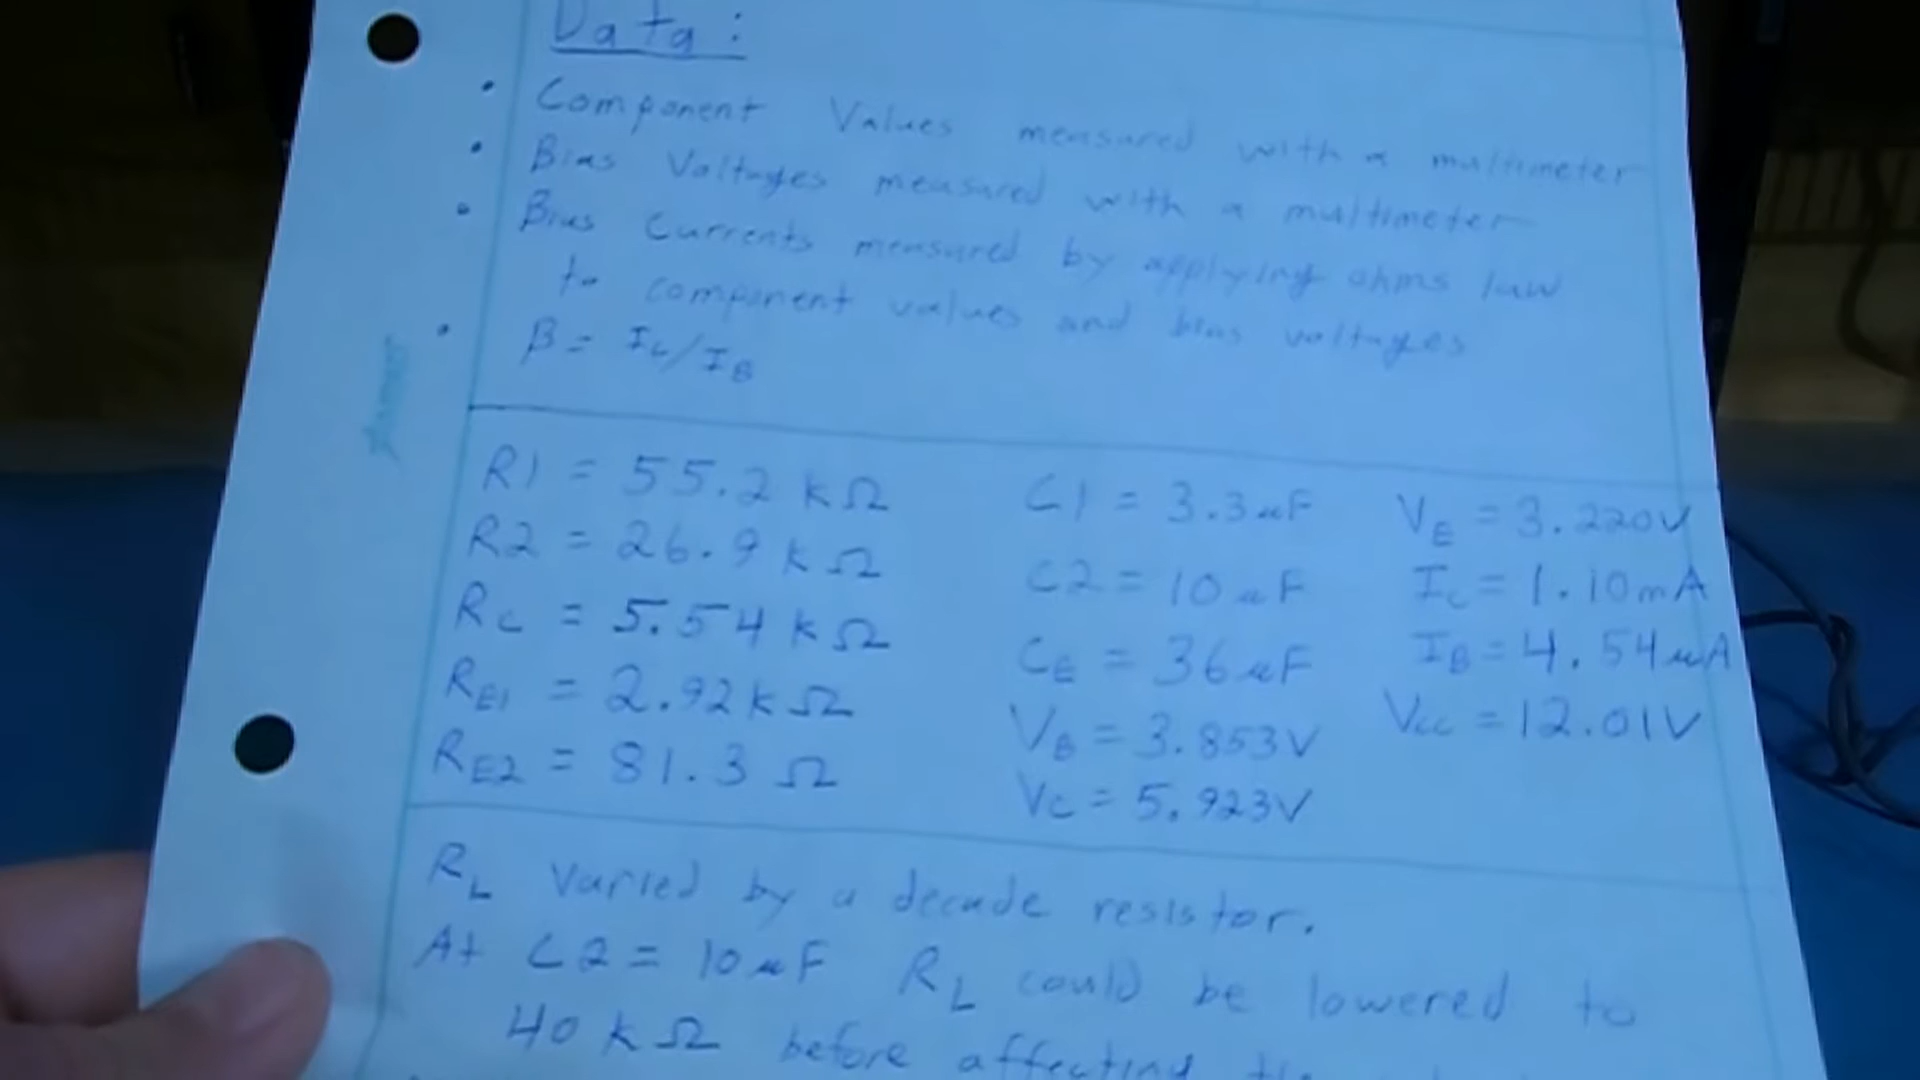 Data:
• Component Values measured with a multimeter
• Bias Voltages measured with a multimeter
• Bias Currents measured by applying ohms law
to component values and bias voltages
• β = IC/IB
R1 = 55.2 kΩ
R2 = 26.9 kΩ
RC = 5.54 kΩ
RE1 = 2.92 kΩ
RE2 = 81.3 Ω
C1 = 3.3 uF
C2 = 10 uF
CE = 36 uF
VB = 3.853V
VC = 5.923V
VE = 3.220V
IC = 1.10mA
IB = 4.54uA
VCC = 12.01V
RL varied by a decade resistor.
At C2 = 10 uF RL could be lowered to
40 kΩ before affecting